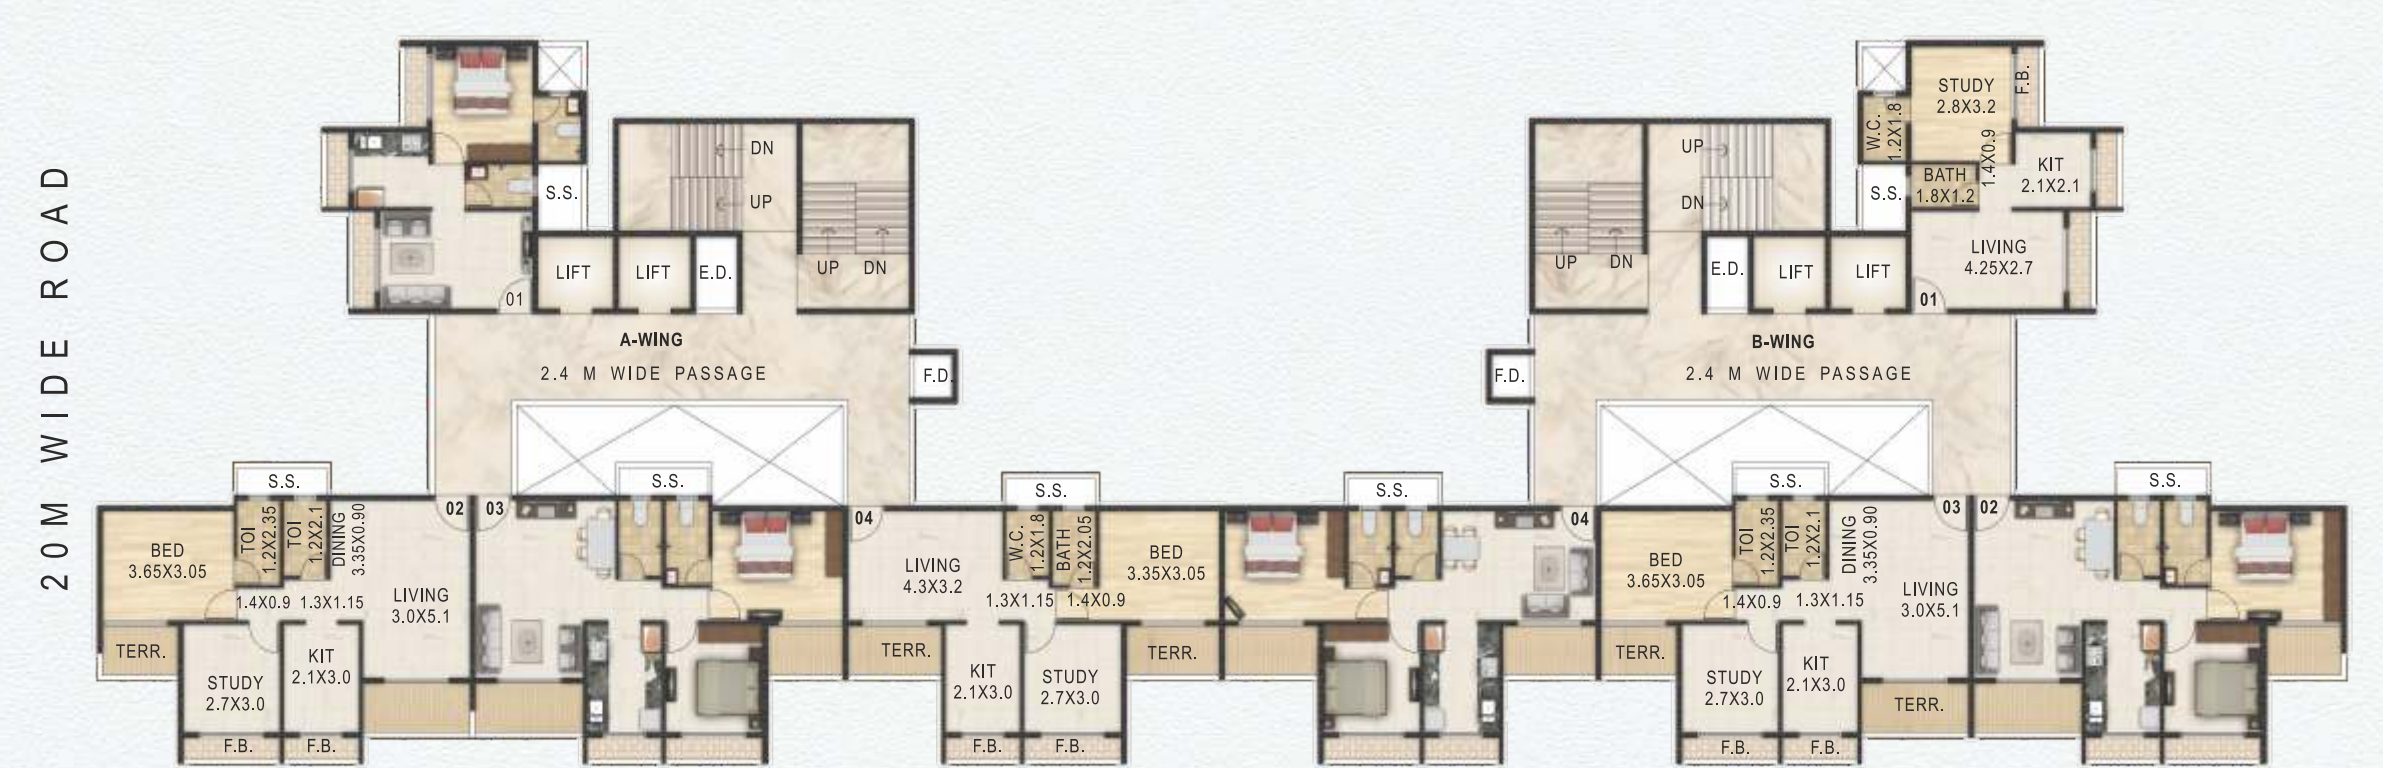 20M WIDE ROAD
S.S.
DN
UP
UP DN
LIFT
LIFT
E.D.
01
A-WING
2.4 M WIDE PASSAGE
F.D.
STUDY
2.8X3.2
F.B.
W.C.
1.2X1.8
1.4X0.9
KIT
2.1X2.1
BATH
1.8X1.2
S.S.
UP
DN
UP DN
LIVING
4.25X2.7
E.D.
LIFT
LIFT
01
B-WING
2.4 M WIDE PASSAGE
F.D.
S.S.
02
BED
3.65X3.05
TOI
1.2X2.35
TOI
1.2X2.1
DINING
3.35X0.90
1.4X0.9 1.3X1.15
LIVING
3.0X5.1
TERR.
STUDY
2.7X3.0
KIT
2.1X3.0
F.B.
F.B.
03
S.S.
04
S.S.
LIVING
4.3X3.2
W.C.
1.2X1.8
BATH
1.2X2.05
BED
3.35X3.05
1.3X1.15 1.4X0.9
TERR.
KIT
2.1X3.0
STUDY
2.7X3.0
TERR.
F.B.
F.B.
S.S.
04
S.S.
BED
3.65X3.05
TOI
1.2X2.35
TOI
1.2X2.1
DINING
3.35X0.90
03
1.4X0.9 1.3X1.15
LIVING
3.0X5.1
TERR.
STUDY
2.7X3.0
KIT
2.1X3.0
TERR.
F.B.
F.B.
02
S.S.